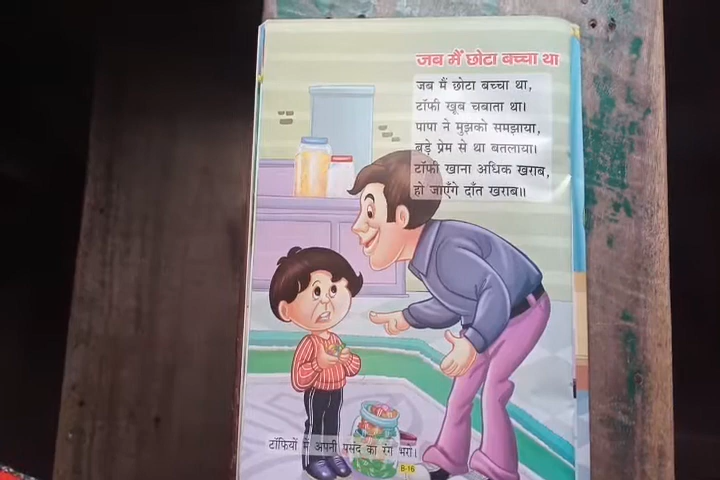 जब मैं छोटा बच्चा था
जब मैं छोटा बच्चा था,
टॉफी खूब चबाता था।
पापा ने मुझको समझाया,
बड़े प्रेम से था बतलाया।
टॉफी खाना अधिक खराब,
हो जाएँगे दाँत खराब॥
टॉफियों में अपनी पसंद का रंग भरो।
B-16